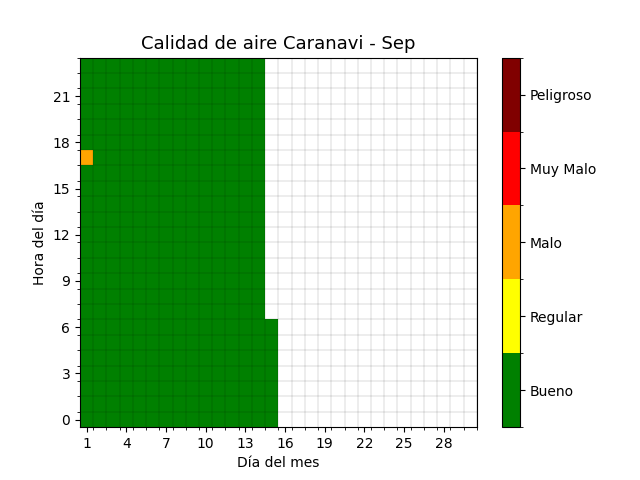 Calidad de aire Caranavi - Sep
Hora del día
21
18
15
12
9
6
3
0
1 4 7 10 13 16 19 22 25 28
Día del mes
Peligroso
Muy Malo
Malo
Regular
Bueno